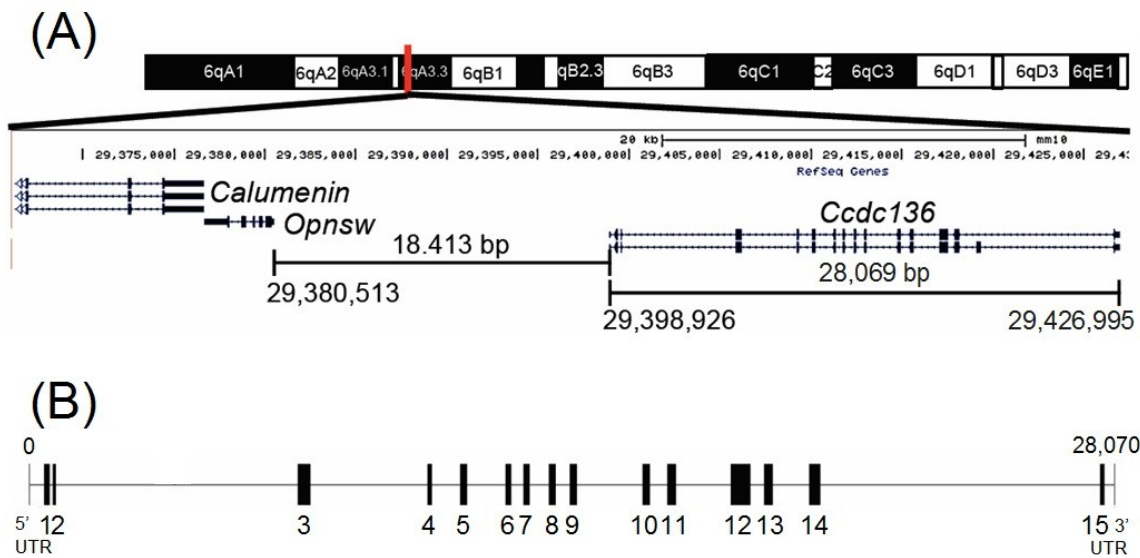 (A)
6qA1 6qA2 6qA3.1 6qA3.3 6qB1 qB2.3 6qB3 6qC1 C2 6qC3 6qD1 6qD3 6qE1
20 kb mm10
| 29,375,000| 29,380,000| 29,385,000| 29,390,000| 29,395,000| 29,400,000| 29,405,000| 29,410,000| 29,415,000| 29,420,000| 29,425,000|
RefSeq Genes
Calumenin
Opnsw
Ccdc136
18.413 bp
28,069 bp
29,380,513
29,398,926
29,426,995
(B)
0 28,070
1 2 3 4 5 6 7 8 9 10 11 12 13 14 15
5' UTR
3' UTR